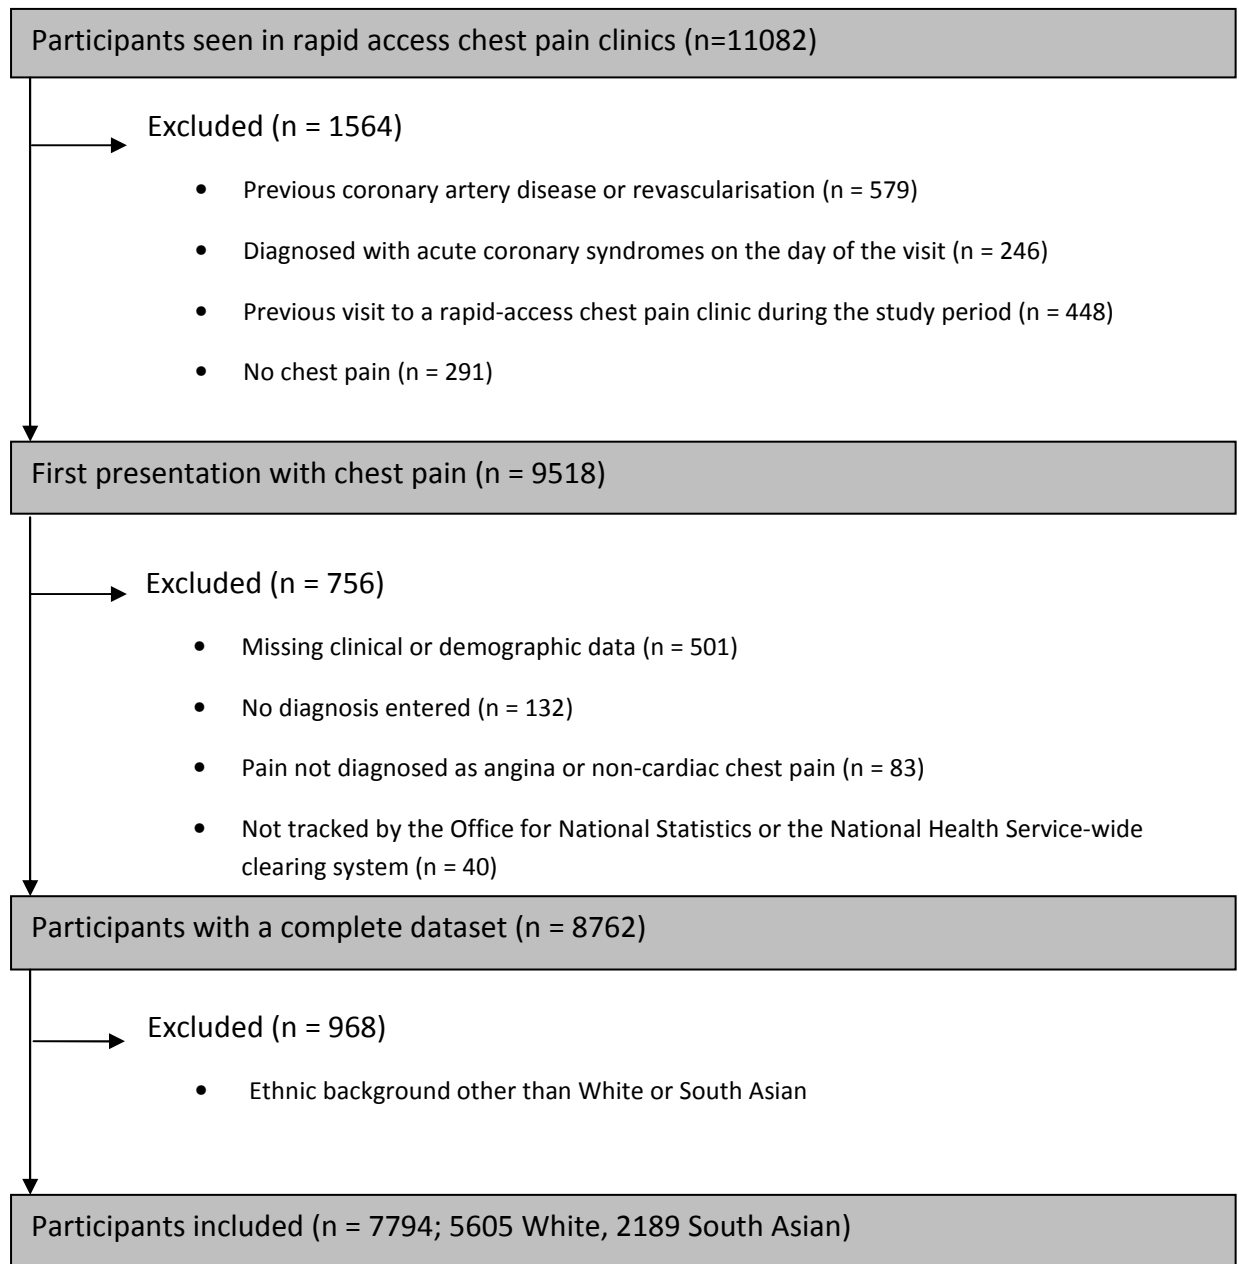 Participants seen in rapid access chest pain clinics (n=11082)
Excluded (n = 1564)
• Previous coronary artery disease or revascularisation (n = 579)
• Diagnosed with acute coronary syndromes on the day of the visit (n = 246)
• Previous visit to a rapid-access chest pain clinic during the study period (n = 448)
• No chest pain (n = 291)
First presentation with chest pain (n = 9518)
Excluded (n = 756)
• Missing clinical or demographic data (n = 501)
• No diagnosis entered (n = 132)
• Pain not diagnosed as angina or non-cardiac chest pain (n = 83)
• Not tracked by the Office for National Statistics or the National Health Service-wide
clearing system (n = 40)
Participants with a complete dataset (n = 8762)
Excluded (n = 968)
• Ethnic background other than White or South Asian
Participants included (n = 7794; 5605 White, 2189 South Asian)